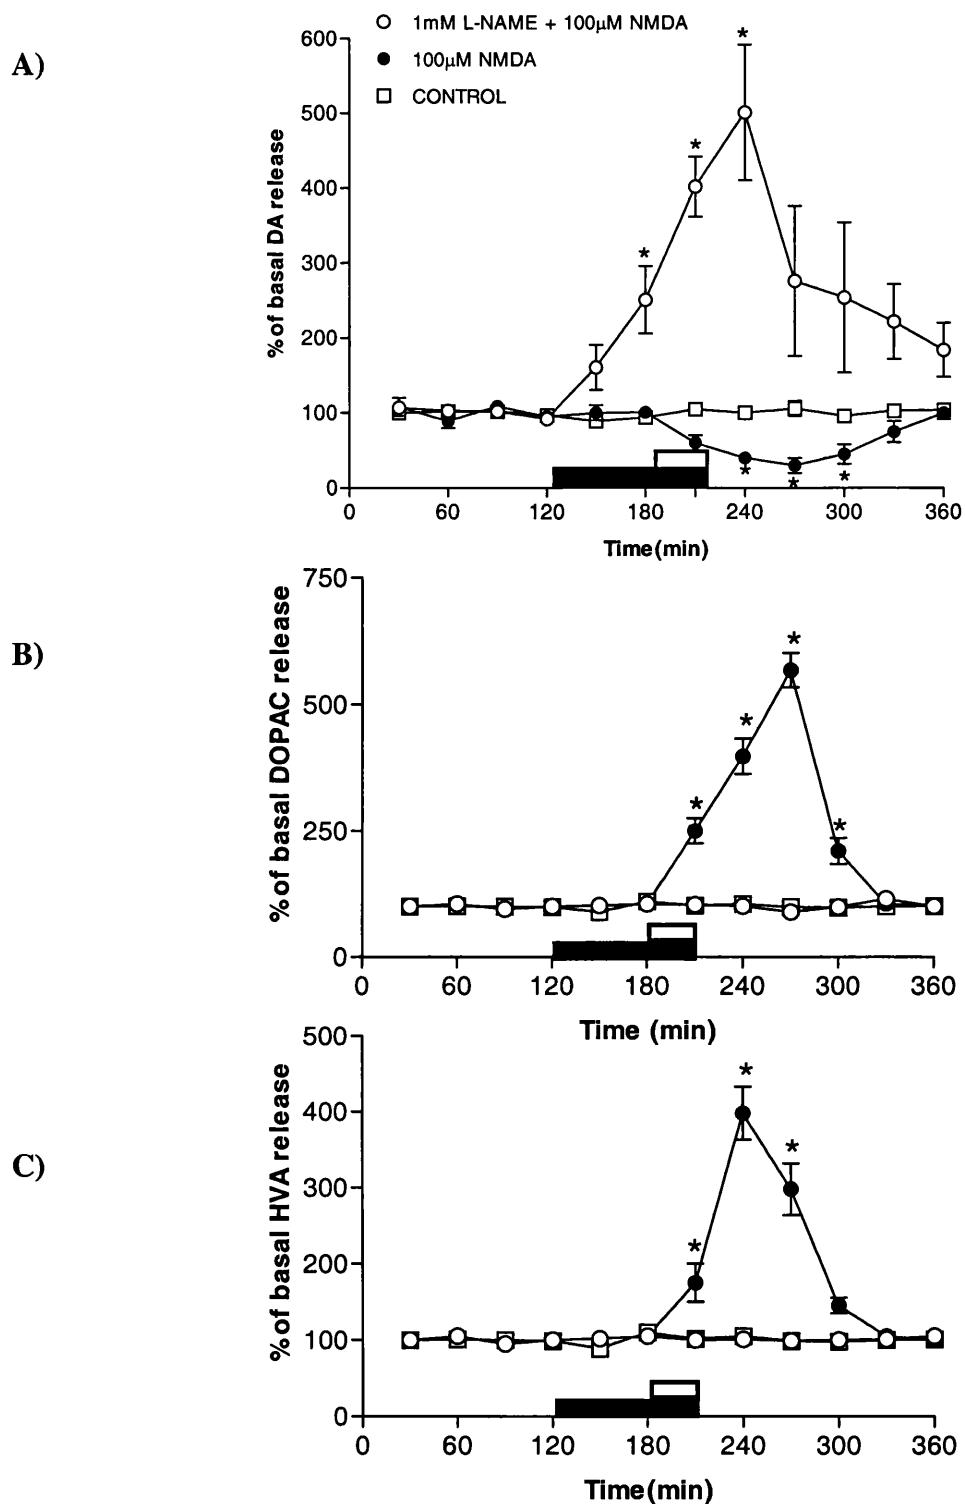 A)
1mM L-NAME + 100µM NMDA
100µM NMDA
CONTROL
% of basal DA release
600
500
400
300
200
100
0
* * * * * *
0 60 120 180 240 300 360
Time (min)
B)
% of basal DOPAC release
750
500
250
0
* * * *
0 60 120 180 240 300 360
Time (min)
C)
% of basal HVA release
500
400
300
200
100
0
* * *
0 60 120 180 240 300 360
Time (min)